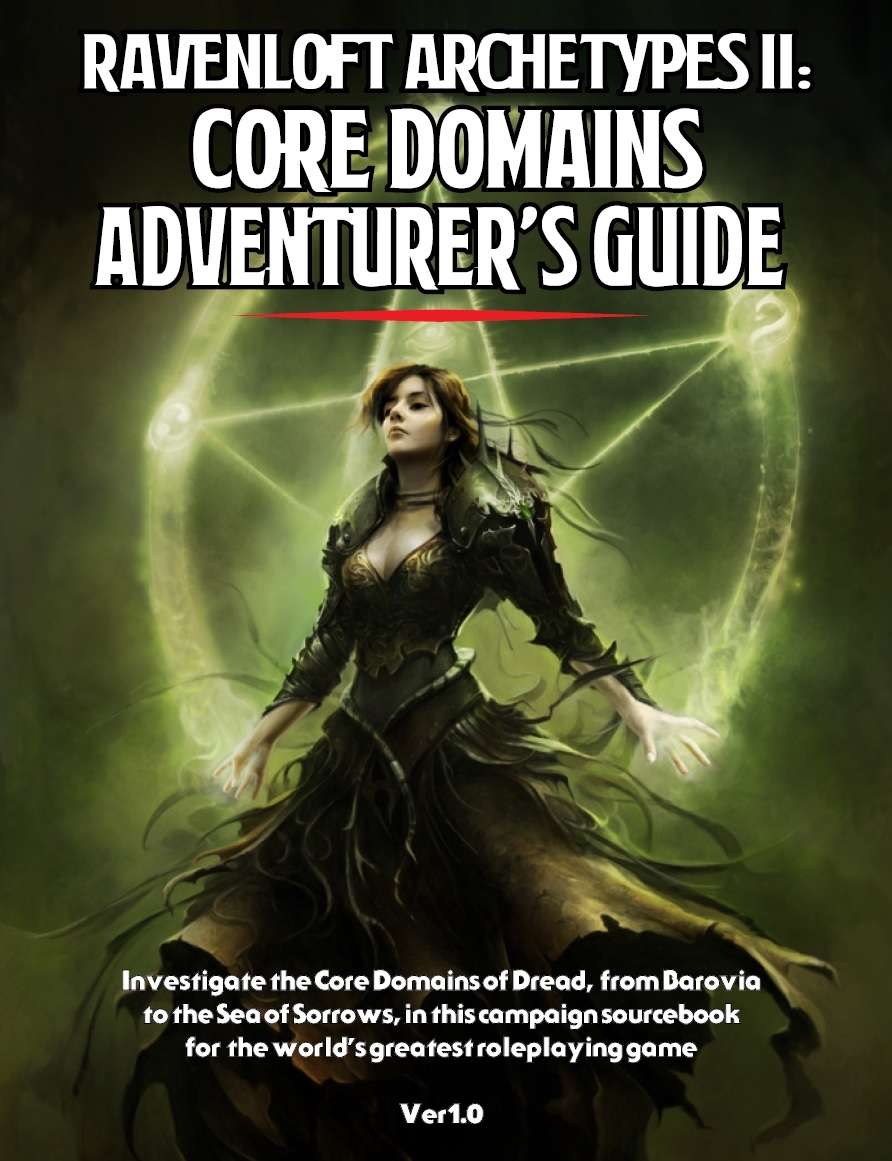 RAVENLOFT ARCHETYPES II:
CORE DOMAINS
ADVENTURER'S GUIDE
Investigate the Core Domains of Dread, from Barovia
to the Sea of Sorrows, in this campaign sourcebook
for the world's greatest roleplaying game
Ver1.0